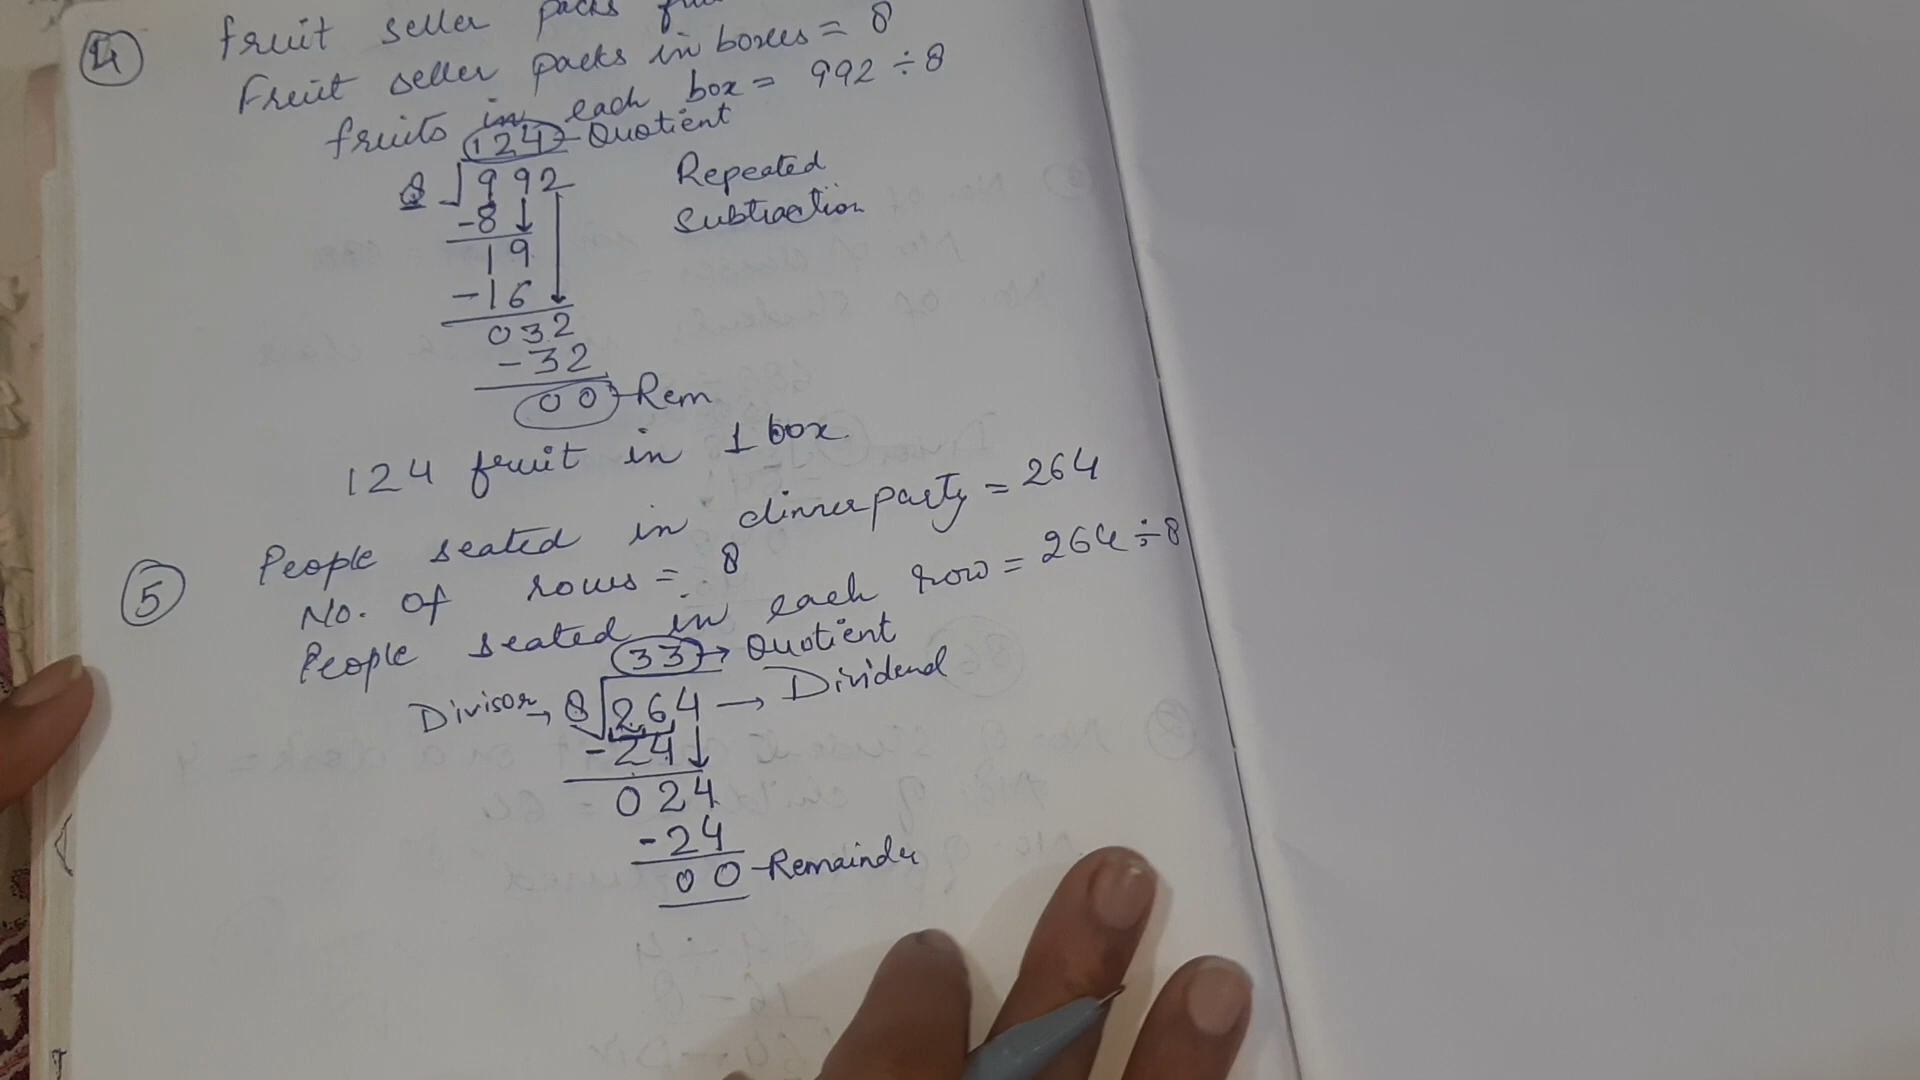 ④ fruit seller packs
Fruit seller packs in boxes = 8
fruits in each box = 992 ÷ 8
124 - Quotient
8 992 Repeated
-8 Subtraction
19
-16
032
-32
00 - Rem
124 fruit in 1 box.
⑤ People seated in dinner party = 264
No. of rows = 8
People seated in each row = 264 ÷ 8
33 → Quotient
Divisor → 8 264 → Dividend
-24
024
-24
00 - Remainder